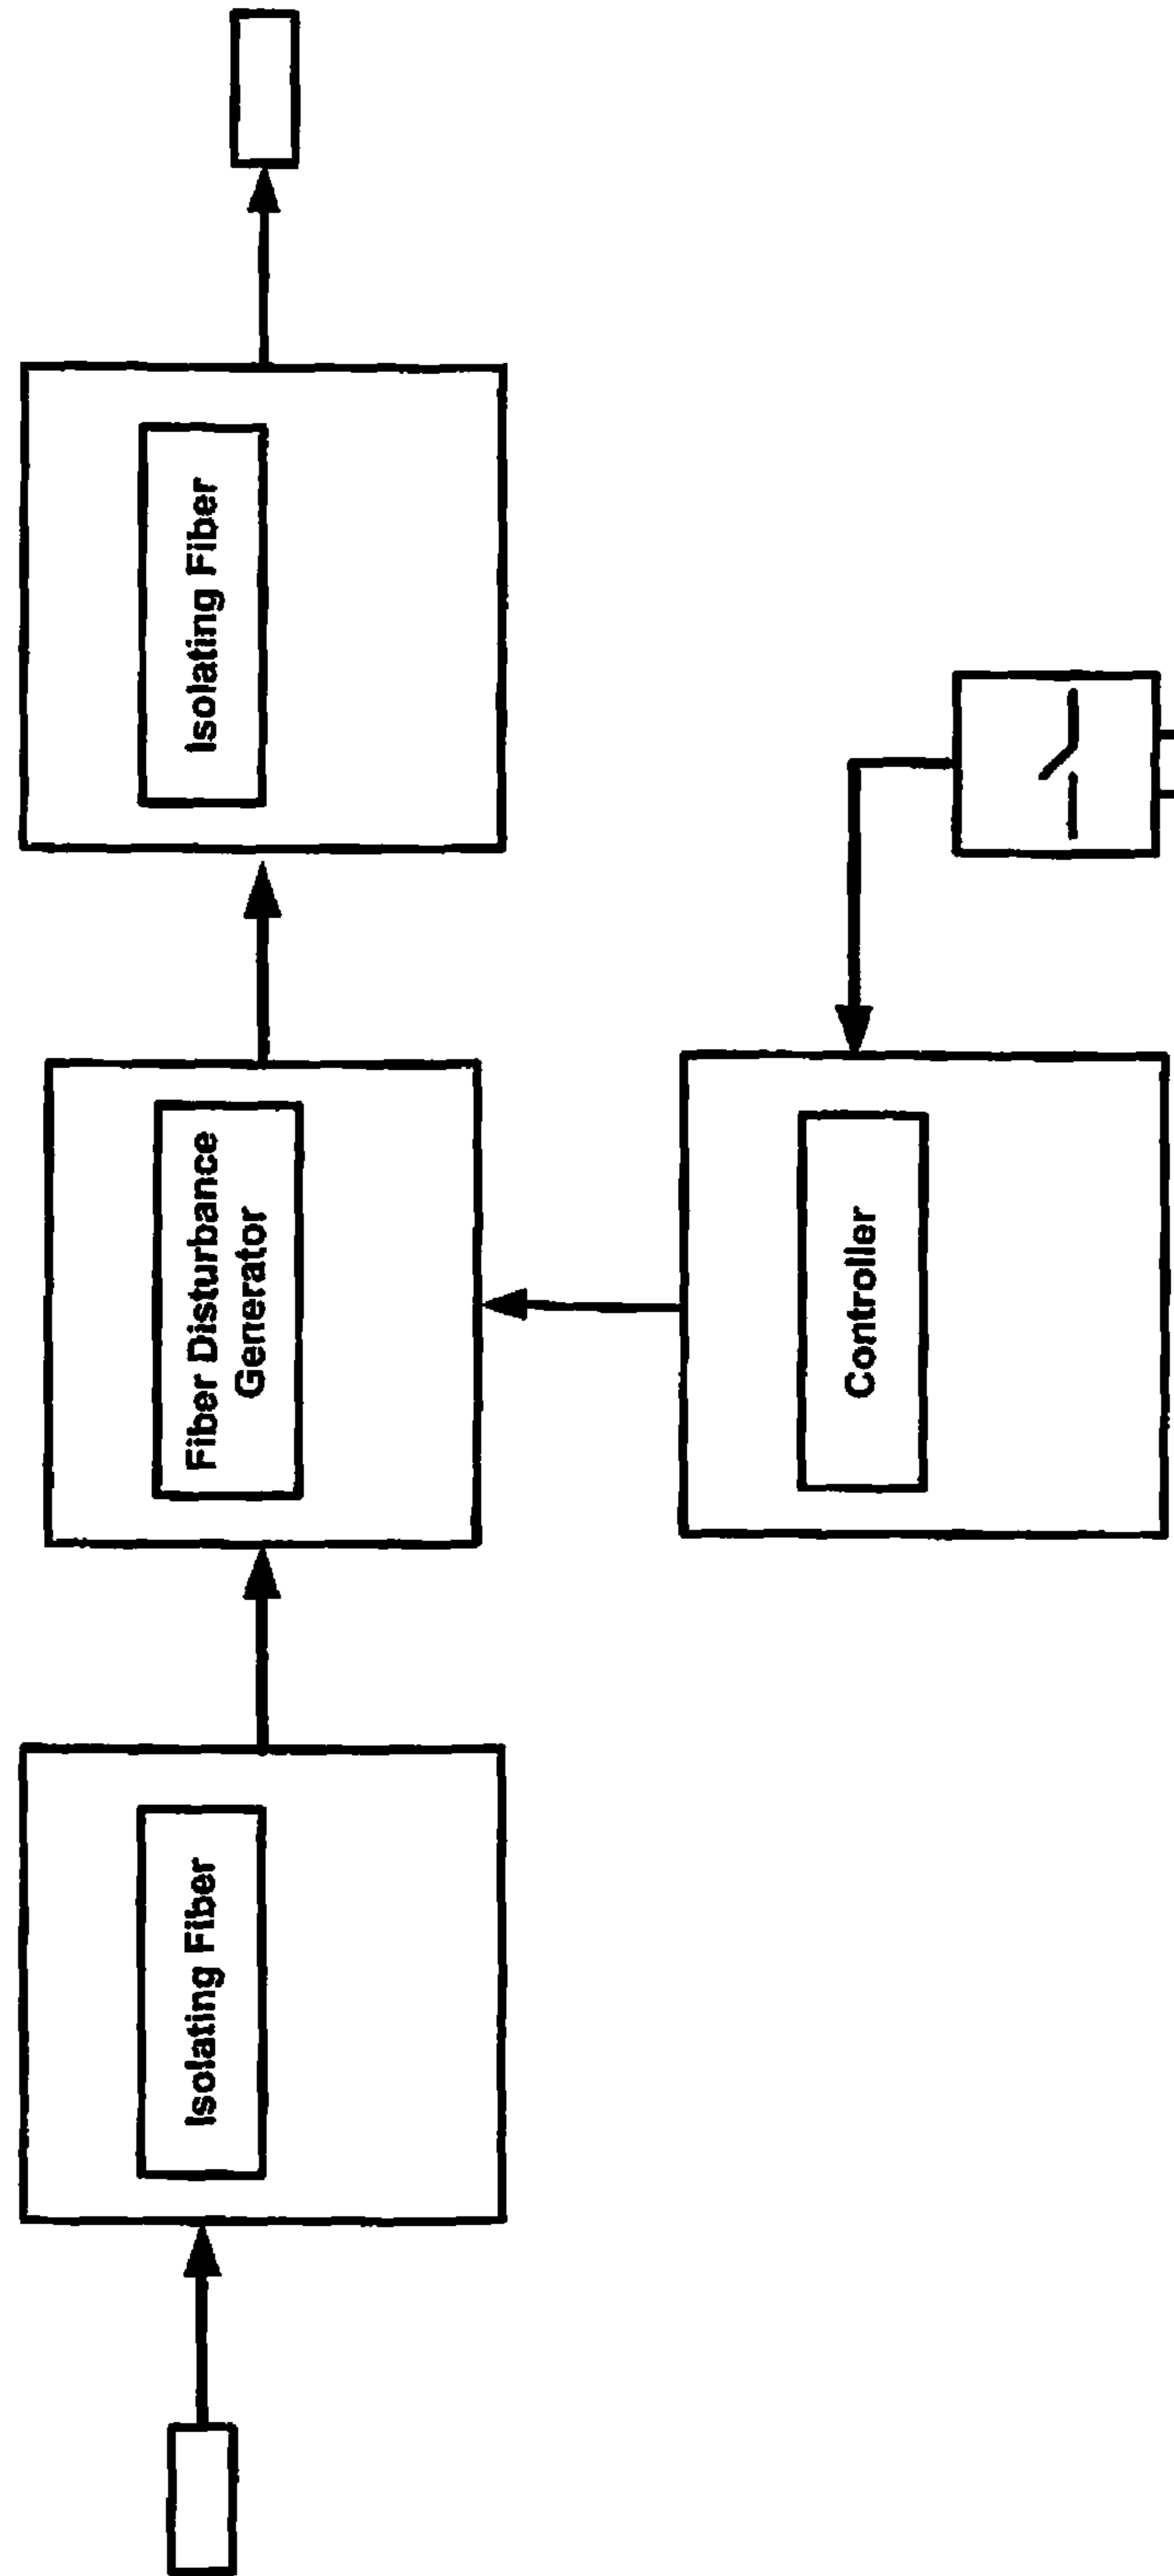 Isolating Fiber
Fiber Disturbance
Generator
Isolating Fiber
Controller